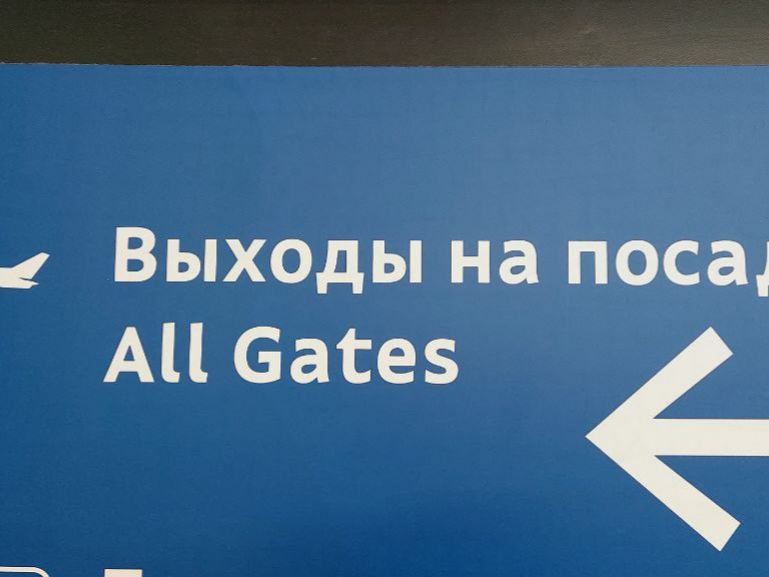 Выходы на посад
All Gates